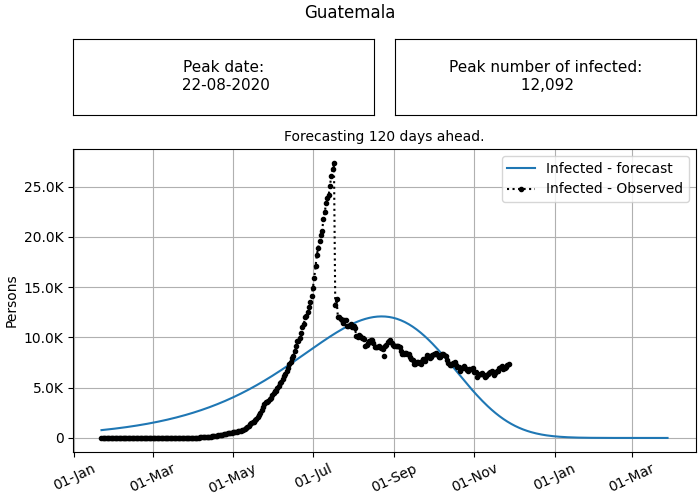 Guatemala
Peak date:
22-08-2020
Peak number of infected:
12,092
Forecasting 120 days ahead.
Infected - forecast
Infected - Observed
Persons
25.0K
20.0K
15.0K
10.0K
5.0K
0
01-Jan
01-Mar
01-May
01-Jul
01-Sep
01-Nov
01-Jan
01-Mar